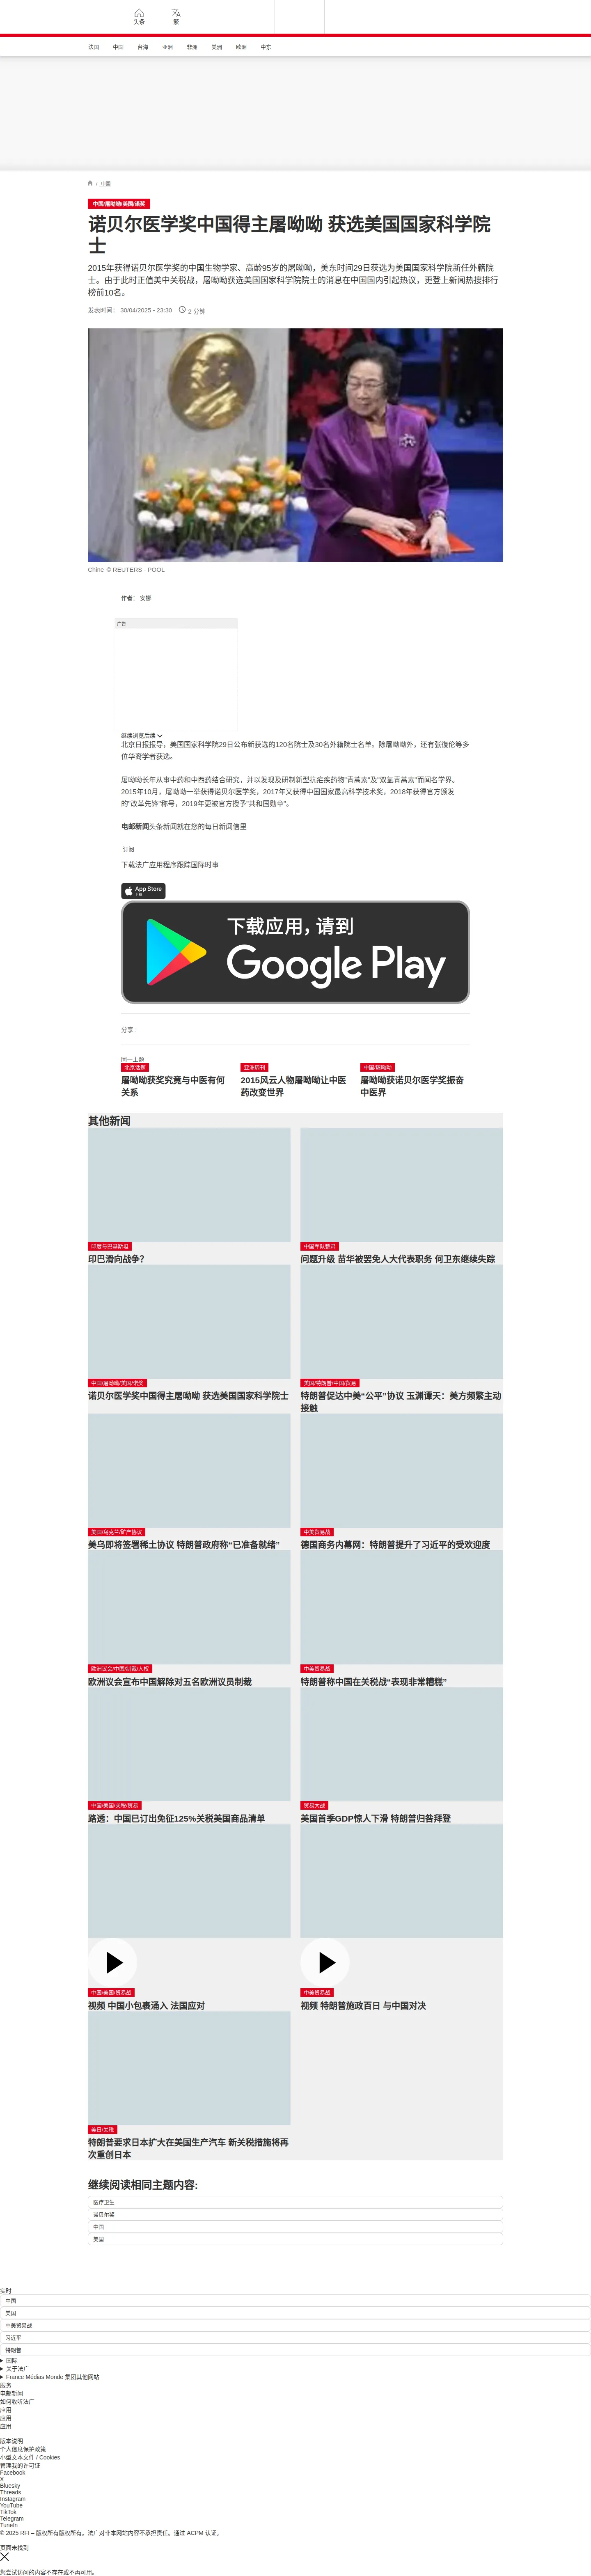 头条
繁
法国
中国
台海
亚洲
非洲
美洲
欧洲
中东
/ 中国
中国/屠呦呦/美国/诺奖
诺贝尔医学奖中国得主屠呦呦 获选美国国家科学院
士
2015年获得诺贝尔医学奖的中国生物学家、高龄95岁的屠呦呦，美东时间29日获选为美国国家科学院新任外籍院
士。由于此时正值美中关税战，屠呦呦获选美国国家科学院院士的消息在中国国内引起热议，更登上新闻热搜排行
榜前10名。
发表时间： 30/04/2025 - 23:30
2 分钟
Chine © REUTERS - POOL
作者： 安娜
广告
继续浏览后续
北京日报报导，美国国家科学院29日公布新获选的120名院士及30名外籍院士名单。除屠呦呦外，还有张复伦等多
位华裔学者获选。
屠呦呦长年从事中药和中西药结合研究，并以发现及研制新型抗疟疾药物“青蒿素”及“双氢青蒿素”而闻名学界。
2015年10月，屠呦呦一举获得诺贝尔医学奖，2017年又获得中国国家最高科学技术奖，2018年获得官方颁发
的“改革先锋”称号，2019年更被官方授予“共和国勋章”。
电邮新闻头条新闻就在您的每日新闻信里
订阅
下载法广应用程序跟踪国际时事
App Store
下载
下载应用，请到
Google Play
分享 :
同一主题
北京话题
屠呦呦获奖究竟与中医有何
关系
亚洲周刊
2015风云人物屠呦呦让中医
药改变世界
中国/屠呦呦
屠呦呦获诺贝尔医学奖振奋
中医界
其他新闻
印度与巴基斯坦
印巴滑向战争?
中国军队整肃
问题升级 苗华被罢免人大代表职务 何卫东继续失踪
中国/屠呦呦/美国/诺奖
诺贝尔医学奖中国得主屠呦呦 获选美国国家科学院士
美国/特朗普/中国/贸易
特朗普促达中美“公平”协议 玉渊谭天：美方频繁主动
接触
美国/乌克兰/矿产协议
美乌即将签署稀土协议 特朗普政府称“已准备就绪”
中美贸易战
德国商务内幕网：特朗普提升了习近平的受欢迎度
欧洲议会/中国/制裁/人权
欧洲议会宣布中国解除对五名欧洲议员制裁
中美贸易战
特朗普称中国在关税战“表现非常糟糕”
中国/美国/关税/贸易
路透：中国已订出免征125%关税美国商品清单
贸易大战
美国首季GDP惊人下滑 特朗普归咎拜登
中国/美国/贸易战
视频 中国小包裹涌入 法国应对
中美贸易战
视频 特朗普施政百日 与中国对决
美日/关税
特朗普要求日本扩大在美国生产汽车 新关税措施将再
次重创日本
继续阅读相同主题内容:
医疗卫生
诺贝尔奖
中国
美国
实时
中国
美国
中美贸易战
习近平
特朗普
国际
关于法广
France Médias Monde 集团其他网站
服务
电邮新闻
如何收听法广
应用
应用
应用
版本说明
个人信息保护政策
小型文本文件 / Cookies
管理我的许可证
Facebook
X
Bluesky
Threads
Instagram
YouTube
TikTok
Telegram
TuneIn
© 2025 RFI – 版权所有版权所有。法广对非本网站内容不承担责任。通过 ACPM 认证。
页面未找到
您尝试访问的内容不存在或不再可用。